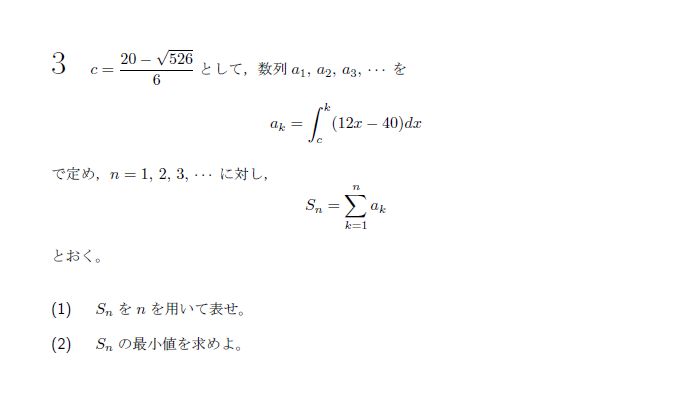 3 c = \frac{20 - \sqrt{526}}{6} として，数列 a_1, a_2, a_3, ⋯ を
a_k = \int_c^k (12x − 40)dx
で定め，n = 1, 2, 3, ⋯ に対し，
S_n = \sum_{k=1}^{n} a_k
とおく。
(1) S_n を n を用いて表せ。
(2) S_n の最小値を求めよ。